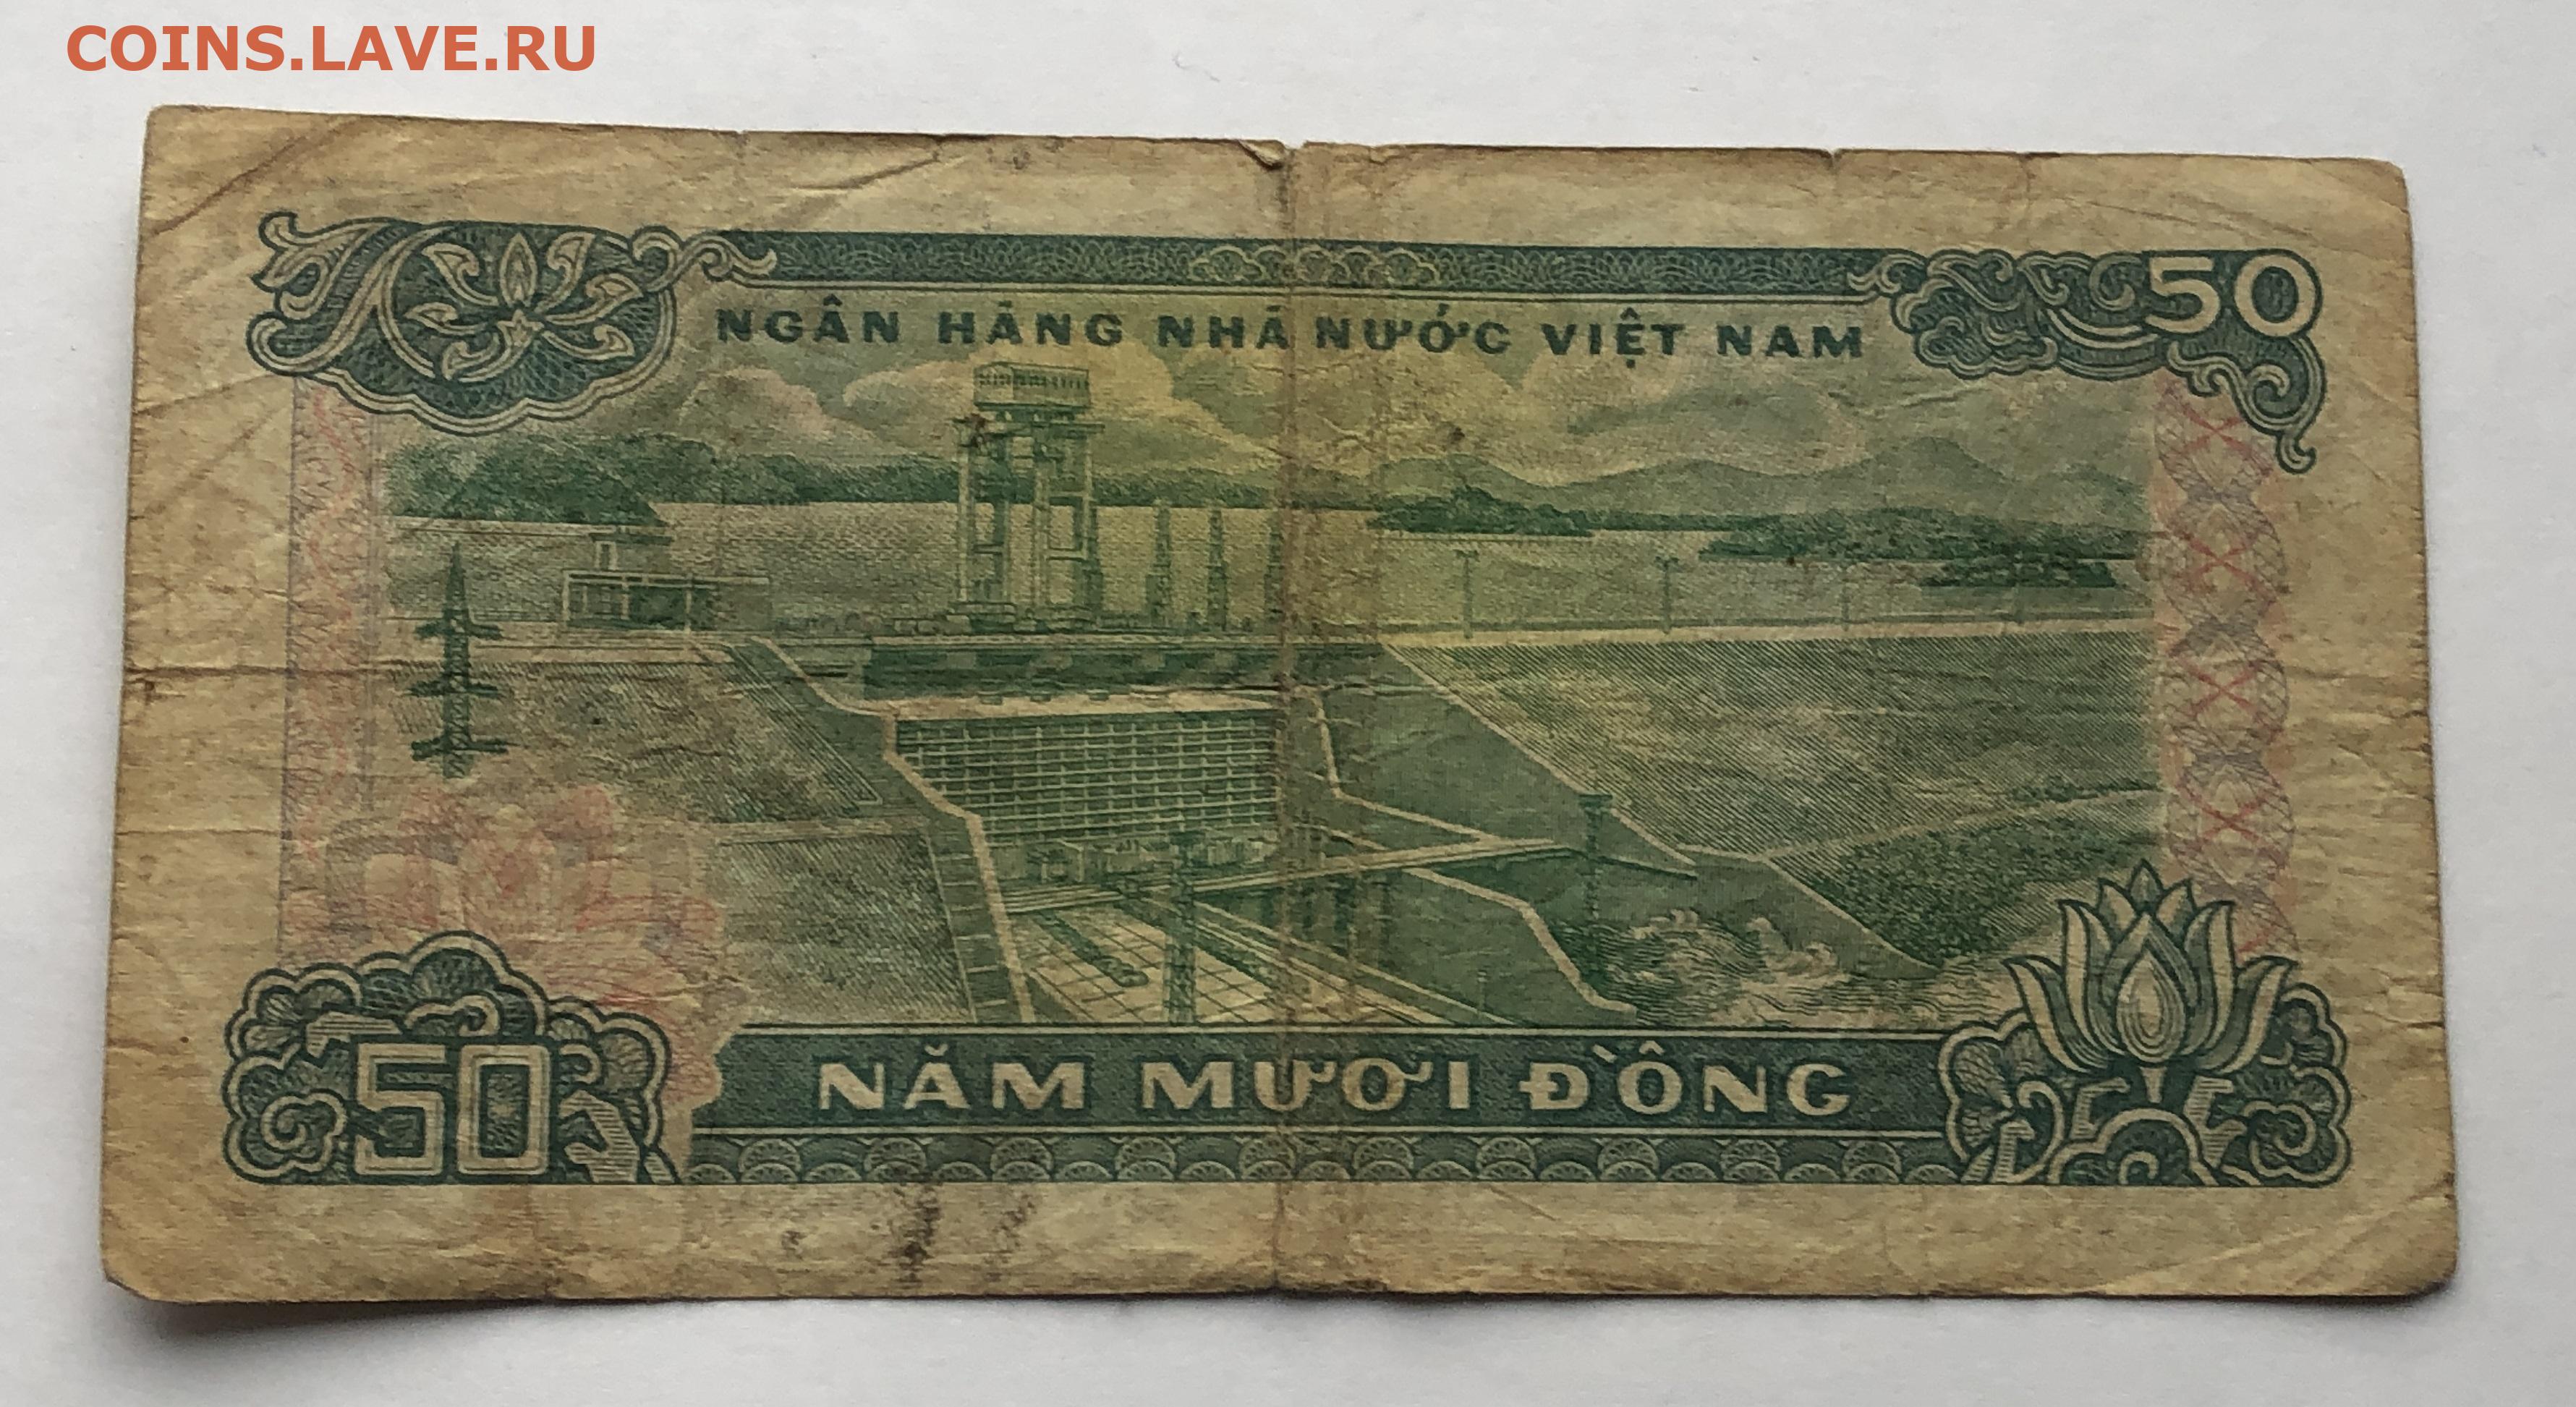 COINS.LAVE.RU
50
NGÂN HÀNG NHÀ NƯỚC VIỆT NAM
50
NĂM MƯƠI ĐỒNG